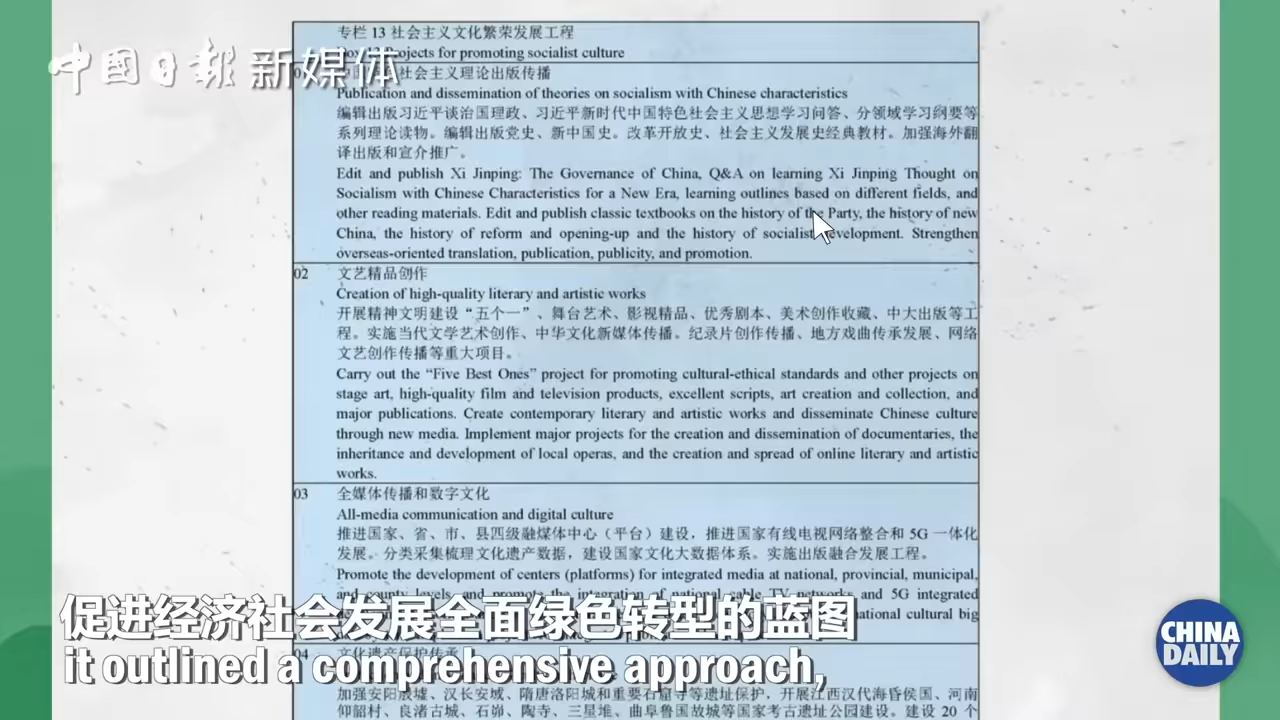 专栏 13 社会主义文化繁荣发展工程
projects for promoting socialist culture
中国日报 新媒体
社会主义理论出版传播
Publication and dissemination of theories on socialism with Chinese characteristics
编辑出版习近平谈治国理政、习近平新时代中国特色社会主义思想学习问答、分领域学习纲要等
系列理论读物。编辑出版党史、新中国史。改革开放史、社会主义发展史经典教材。加强海外翻
译出版和宣介推广。
Edit and publish Xi Jinping: The Governance of China, Q&A on learning Xi Jinping Thought on
Socialism with Chinese Characteristics for a New Era, learning outlines based on different fields, and
other reading materials. Edit and publish classic textbooks on the history of the Party, the history of new
China, the history of reform and opening-up and the history of socialist development. Strengthen
overseas-oriented translation, publication, publicity, and promotion.
02 文艺精品创作
Creation of high-quality literary and artistic works
开展精神文明建设“五个一”、舞台艺术、影视精品、优秀剧本、美术创作收藏、中大出版等工
程。实施当代文学艺术创作、中华文化新媒体传播。纪录片创作传播、地方戏曲传承发展、网络
文艺创作传播等重大项目。
Carry out the “Five Best Ones” project for promoting cultural-ethical standards and other projects on
stage art, high-quality film and television products, excellent scripts, art creation and collection, and
major publications. Create contemporary literary and artistic works and disseminate Chinese culture
through new media. Implement major projects for the creation and dissemination of documentaries, the
inheritance and development of local operas, and the creation and spread of online literary and artistic
works.
03 全媒体传播和数字文化
All-media communication and digital culture
推进国家、省、市、县四级融媒体中心（平台）建设，推进国家有线电视网络整合和 5G 一体化
发展。分类采集梳理文化遗产数据，建设国家文化大数据体系。实施出版融合发展工程。
Promote the development of centers (platforms) for integrated media at national, provincial, municipal,
and county levels, and promote the integration of national cable TV networks and 5G integrated
national cultural big
促进经济社会发展全面绿色转型的蓝图
it outlined a comprehensive approach,
CHINA
DAILY
04 文化遗产保护传承
加强安阳殷墟、汉长安城、隋唐洛阳城和重要石窟寺等遗址保护，开展江西汉代海昏侯国、河南
仰韶村、良渚古城、石峁、陶寺、三星堆、曲阜鲁国故城等国家考古遗址公园建设。建设 20 个